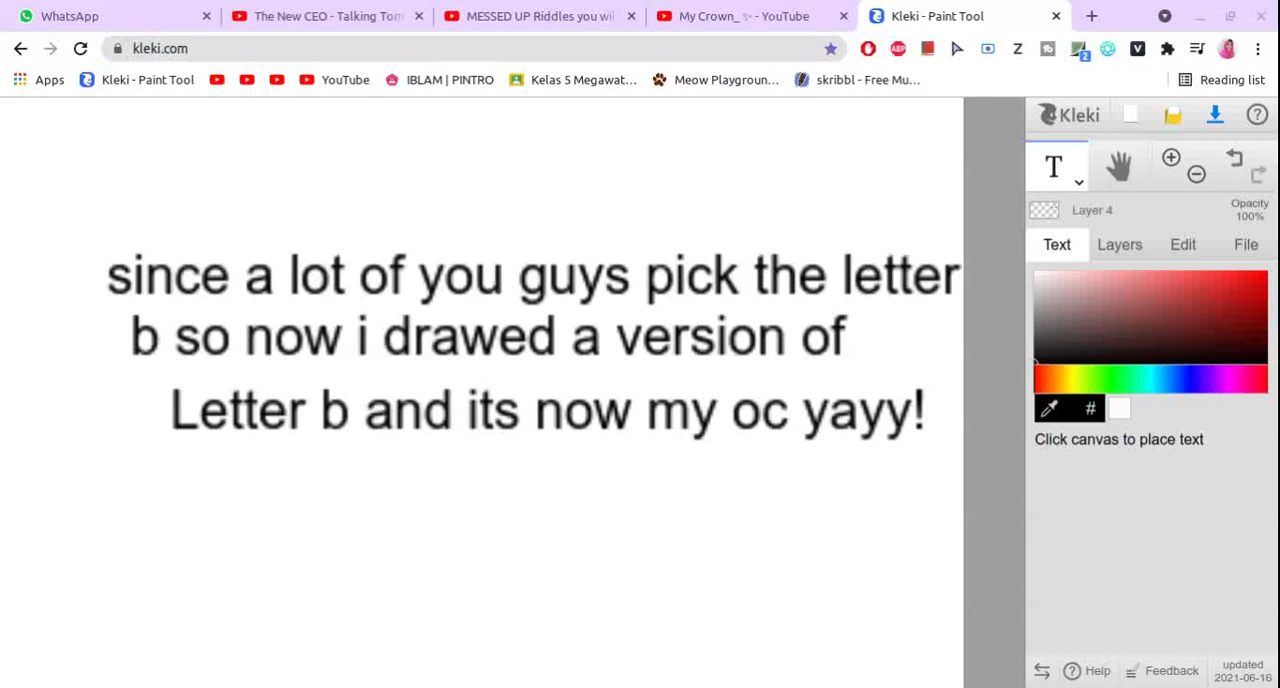 WhatsApp
The New CEO - Talking Tom
MESSED UP Riddles you wil
My Crown_✨ - YouTube
Kleki - Paint Tool
kleki.com
ABP
Z
2
V
Apps
Kleki - Paint Tool
YouTube
IBLAM | PINTRO
Kelas 5 Megawat...
Meow Playgroun...
skribbl - Free Mu...
Reading list
Kleki
T
Layer 4
Opacity
100%
Text
Layers
Edit
File
#
Click canvas to place text
since a lot of you guys pick the letter
b so now i drawed a version of
Letter b and its now my oc yayy!
Help
Feedback
updated
2021-06-16